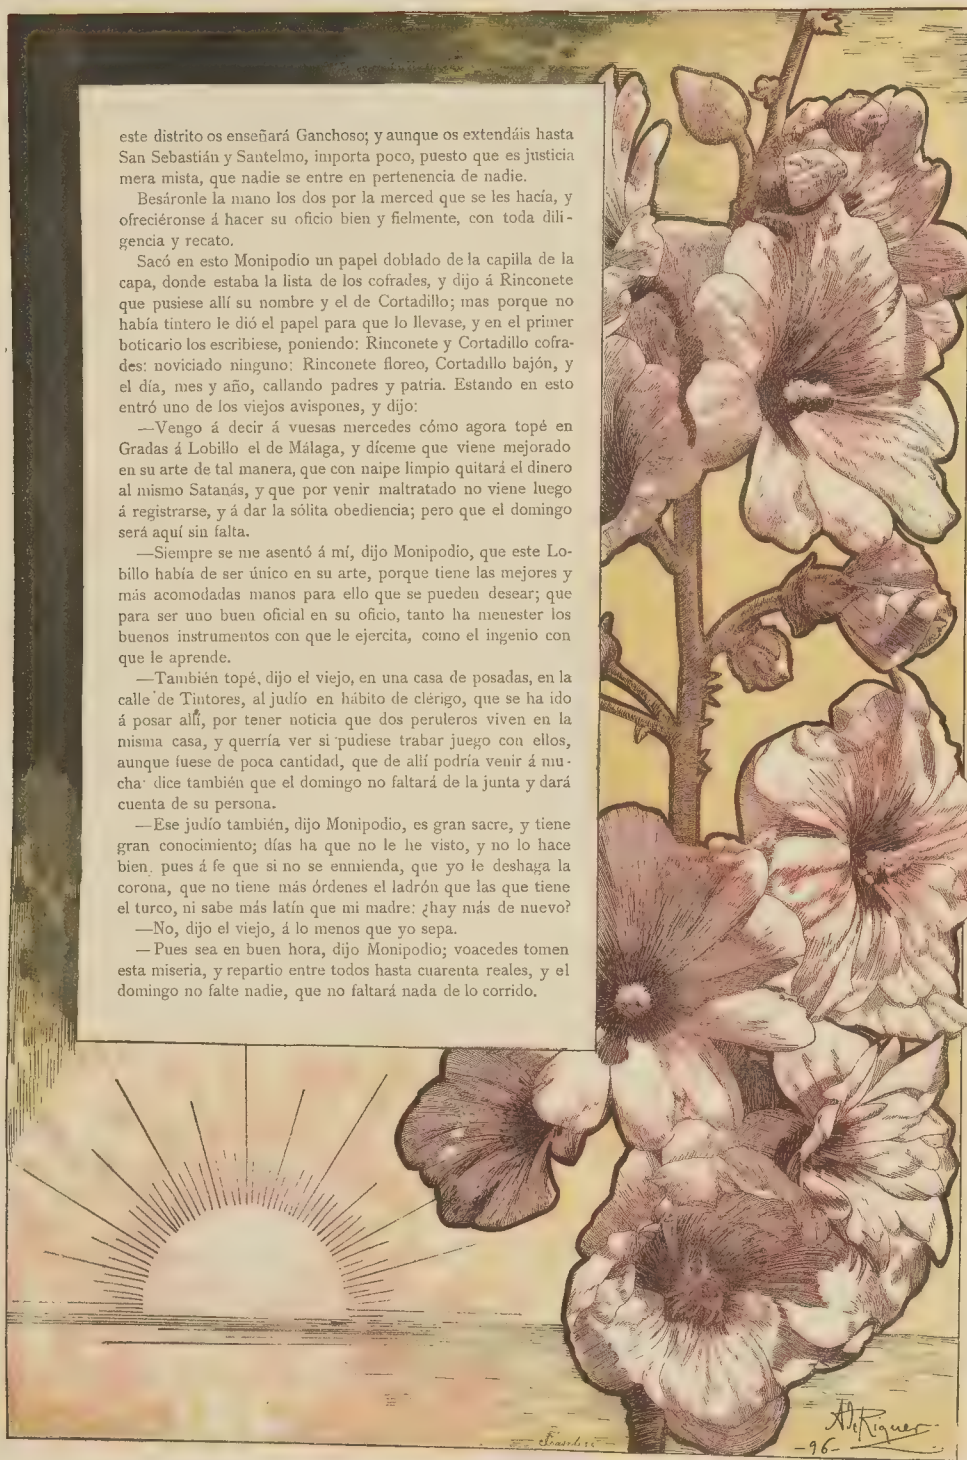 este distrito os enseñará Ganchoso; y aunque os extendáis hasta
San Sebastián y Santelmo, importa poco, puesto que es justicia
mera mista, que nadie se entre en pertenencia de nadie.
Besáronle la mano los dos por la merced que se les hacía, y
ofreciéronse á hacer su oficio bien y fielmente, con toda dili-
gencia y recato.
Sacó en esto Monipodio un papel doblado de la capilla de la
capa, donde estaba la lista de los cofrades, y dijo á Rinconete
que pusiese allí su nombre y el de Cortadillo; mas porque no
había tintero le dió el papel para que lo llevase, y en el primer
boticario los escribiese, poniendo: Rinconete y Cortadillo cofra-
des: noviciado ninguno: Rinconete floreo, Cortadillo bajón, y
el día, mes y año, callando padres y patria. Estando en esto
entró uno de los viejos avispones, y dijo:
—Vengo á decir á vuesas mercedes cómo agora topé en
Gradas á Lobillo el de Málaga, y díceme que viene mejorado
en su arte de tal manera, que con naipe limpio quitará el dinero
al mismo Satanás, y que por venir maltratado no viene luego
á registrarse, y á dar la sólita obediencia; pero que el domingo
será aquí sin falta.
—Siempre se me asentó á mí, dijo Monipodio, que este Lo-
billo había de ser único en su arte, porque tiene las mejores y
más acomodadas manos para ello que se pueden desear; que
para ser uno buen oficial en su oficio, tanto ha menester los
buenos instrumentos con que le ejercita, como el ingenio con
que le aprende.
—También topé, dijo el viejo, en una casa de posadas, en la
calle de Tintores, al judío en hábito de clérigo, que se ha ido
á posar allí, por tener noticia que dos peruleros viven en la
misma casa, y querría ver si pudiese trabar juego con ellos,
aunque fuese de poca cantidad, que de allí podría venir á mu-
cha: dice también que el domingo no faltará de la junta y dará
cuenta de su persona.
—Ese judío también, dijo Monipodio, es gran sacre, y tiene
gran conocimiento; días ha que no le he visto, y no lo hace
bien. pues á fe que si no se enmienda, que yo le deshaga la
corona, que no tiene más órdenes el ladrón que las que tiene
el turco, ni sabe más latín que mi madre: ¿hay más de nuevo?
—No, dijo el viejo, á lo menos que yo sepa.
—Pues sea en buen hora, dijo Monipodio; voacedes tomen
esta miseria, y repartio entre todos hasta cuarenta reales, y el
domingo no falte nadie, que no faltará nada de lo corrido.
A. de Riquer
-96-